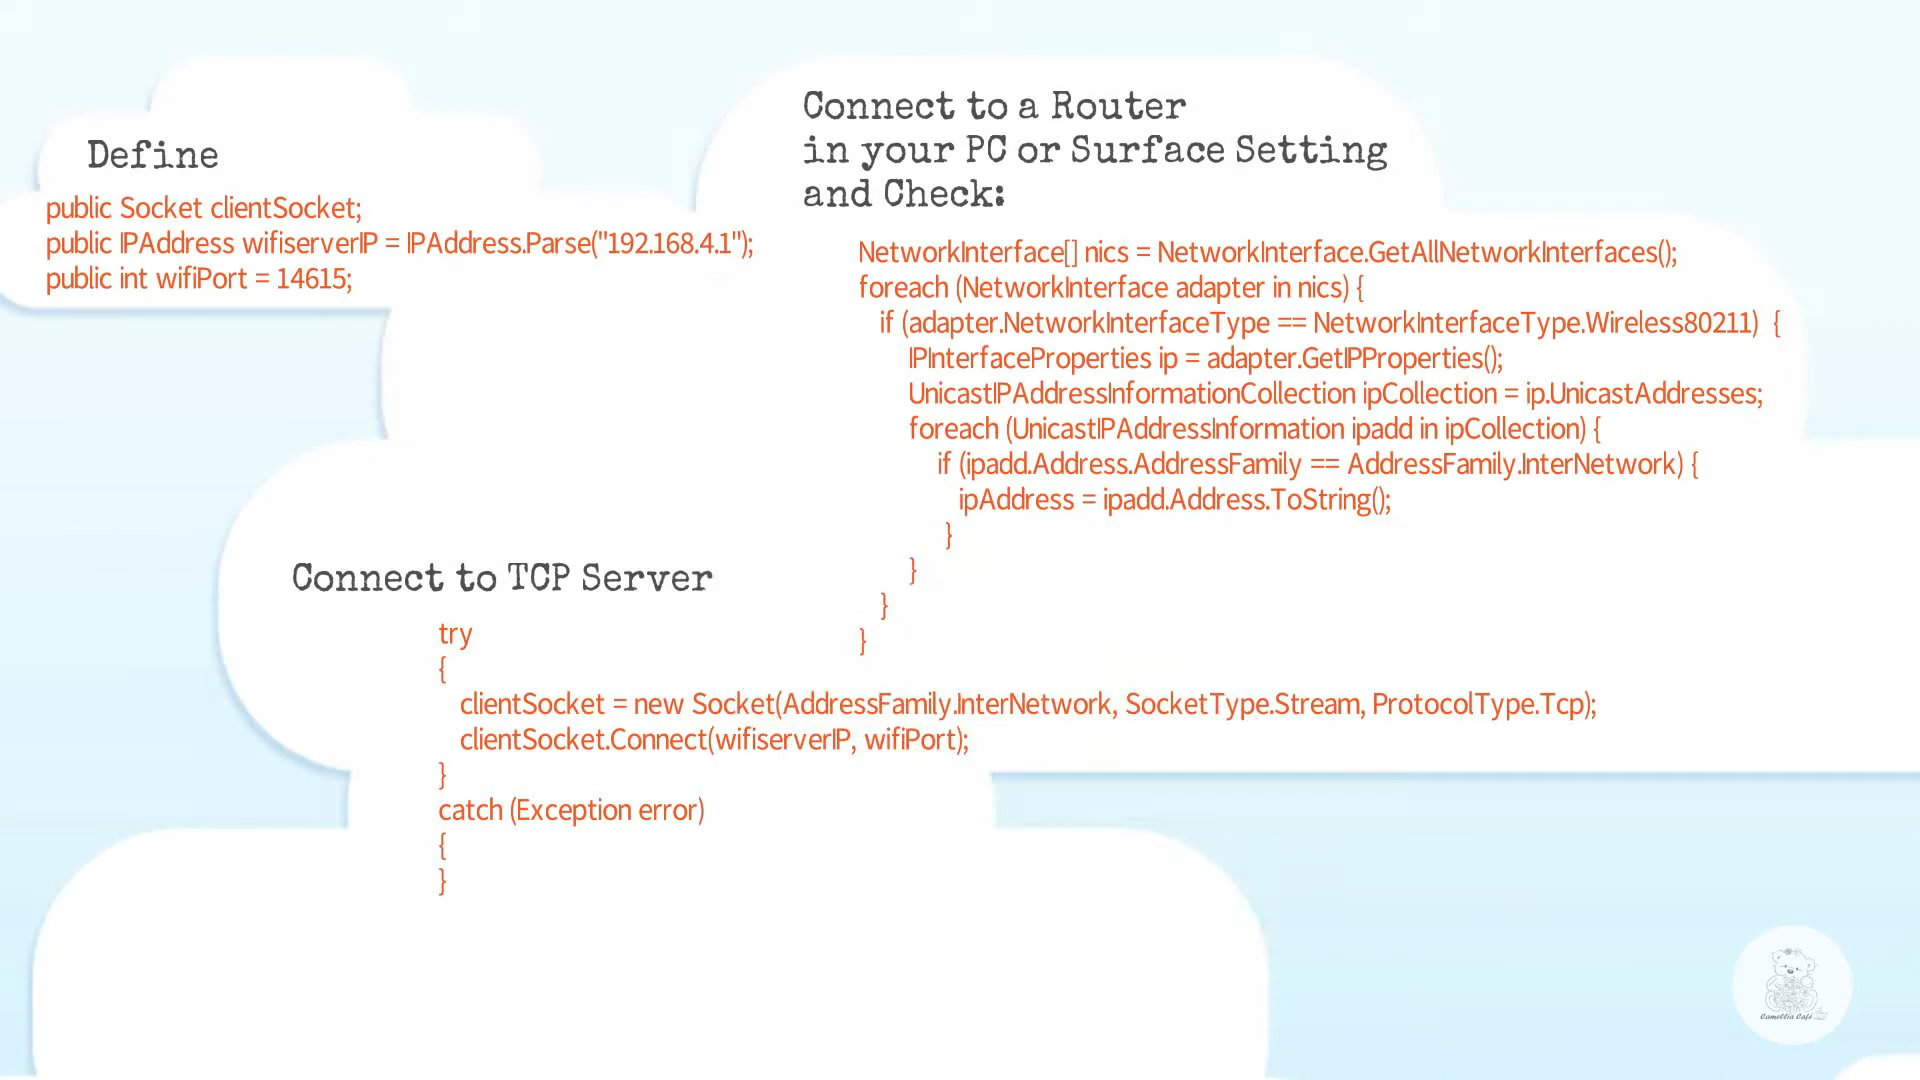 Define
public Socket clientSocket;
public IPAddress wifiserverIP = IPAddress.Parse("192.168.4.1");
public int wifiPort = 14615;
Connect to a Router
in your PC or Surface Setting
and Check:
NetworkInterface[] nics = NetworkInterface.GetAllNetworkInterfaces();
foreach (NetworkInterface adapter in nics) {
if (adapter.NetworkInterfaceType == NetworkInterfaceType.Wireless80211) {
IPInterfaceProperties ip = adapter.GetIPProperties();
UnicastIPAddressInformationCollection ipCollection = ip.UnicastAddresses;
foreach (UnicastIPAddressInformation ipadd in ipCollection) {
if (ipadd.Address.AddressFamily == AddressFamily.InterNetwork) {
ipAddress = ipadd.Address.ToString();
}
}
}
}
Connect to TCP Server
try
{
clientSocket = new Socket(AddressFamily.InterNetwork, SocketType.Stream, ProtocolType.Tcp);
clientSocket.Connect(wifiserverIP, wifiPort);
}
catch (Exception error)
{
}
Camellia Café